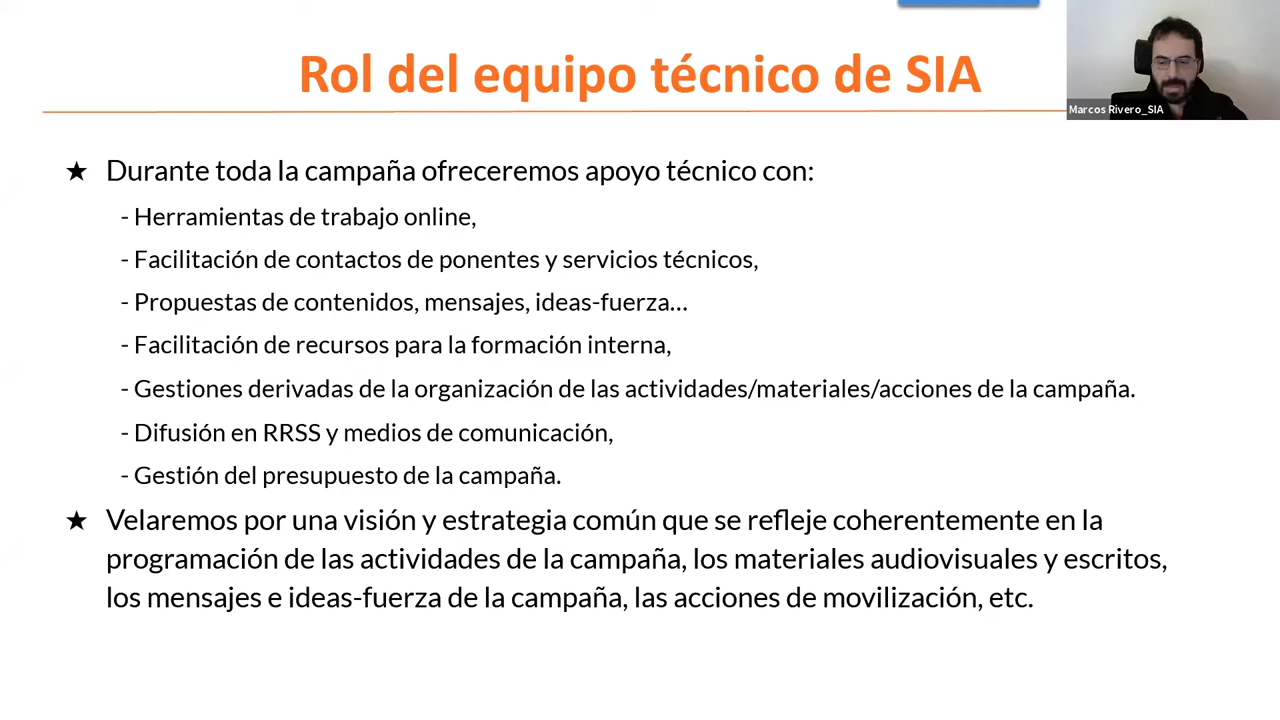 Rol del equipo técnico de SIA
Marcos Rivero_SIA
★ Durante toda la campaña ofreceremos apoyo técnico con:
- Herramientas de trabajo online,
- Facilitación de contactos de ponentes y servicios técnicos,
- Propuestas de contenidos, mensajes, ideas-fuerza...
- Facilitación de recursos para la formación interna,
- Gestiones derivadas de la organización de las actividades/materiales/acciones de la campaña.
- Difusión en RRSS y medios de comunicación,
- Gestión del presupuesto de la campaña.
★ Velaremos por una visión y estrategia común que se refleje coherentemente en la
programación de las actividades de la campaña, los materiales audiovisuales y escritos,
los mensajes e ideas-fuerza de la campaña, las acciones de movilización, etc.